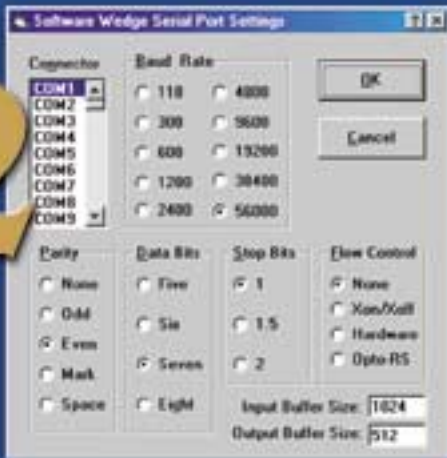 Software Wedge Serial Port Settings
Connector
COM1
COM2
COM3
COM4
COM5
COM6
COM7
COM8
COM9
Baud Rate
110 4800
300 9600
600 19200
1200 38400
2400 56000
OK
Cancel
Parity
None
Odd
Even
Mark
Space
Data Bits
Five
Six
Seven
Eight
Stop Bits
1
1.5
2
Flow Control
None
Xon/Xoff
Hardware
Opto-RS
Input Buffer Size: 1024
Output Buffer Size: 512